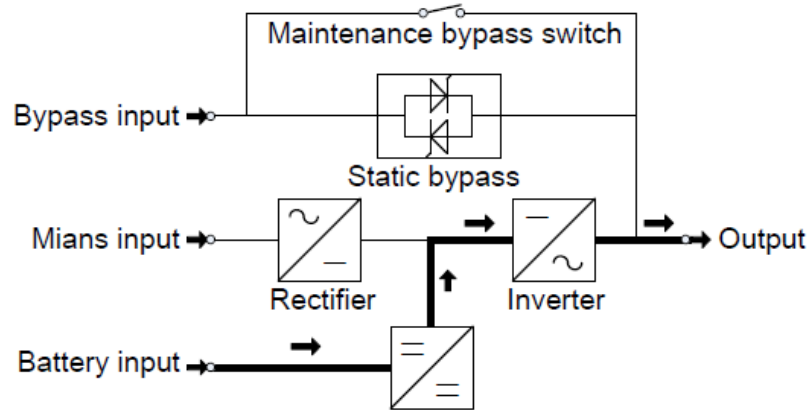 Maintenance bypass switch
Bypass input
Static bypass
Mians input
Output
Rectifier
Inverter
Battery input